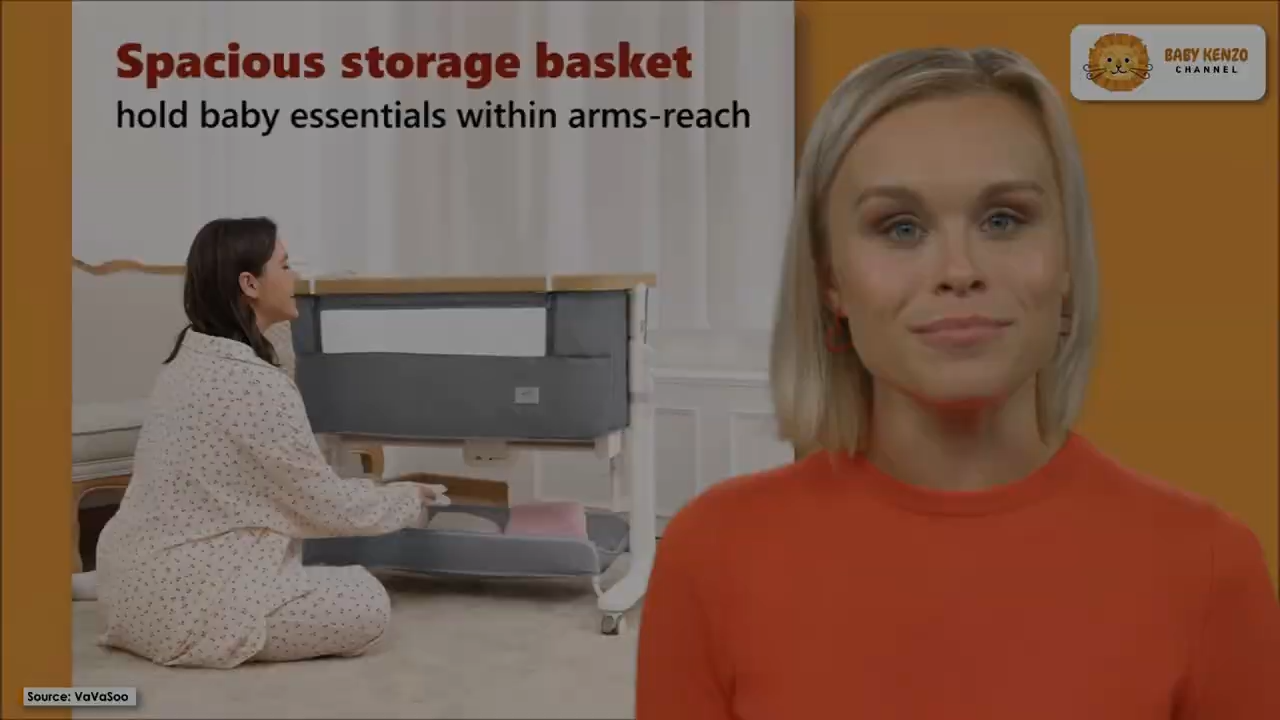 Spacious storage basket
hold baby essentials within arms-reach
BABY KENZO
CHANNEL
Source: VaVaSoo